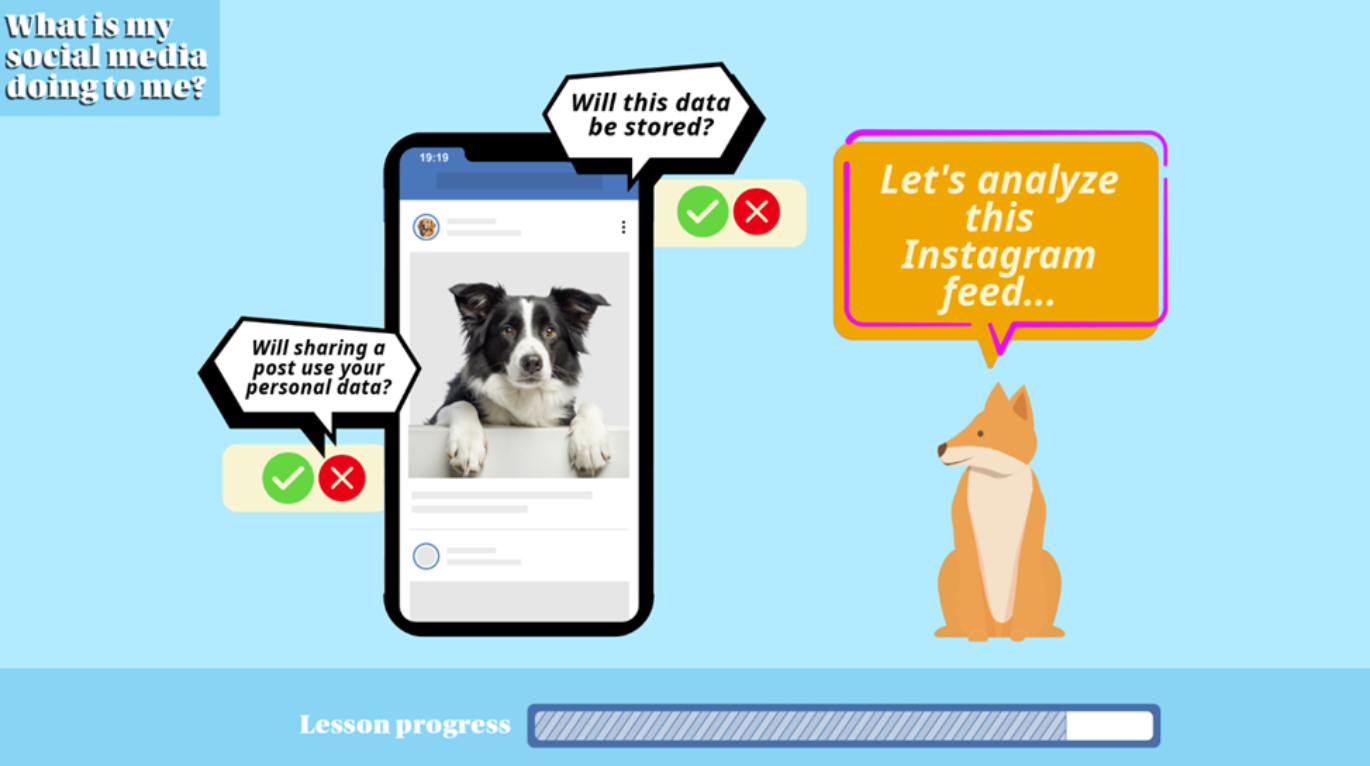 What is my
social media
doing to me?
Will this data
be stored?
19:19
Let's analyze
this
Instagram
feed...
Will sharing a
post use your
personal data?
Lesson progress